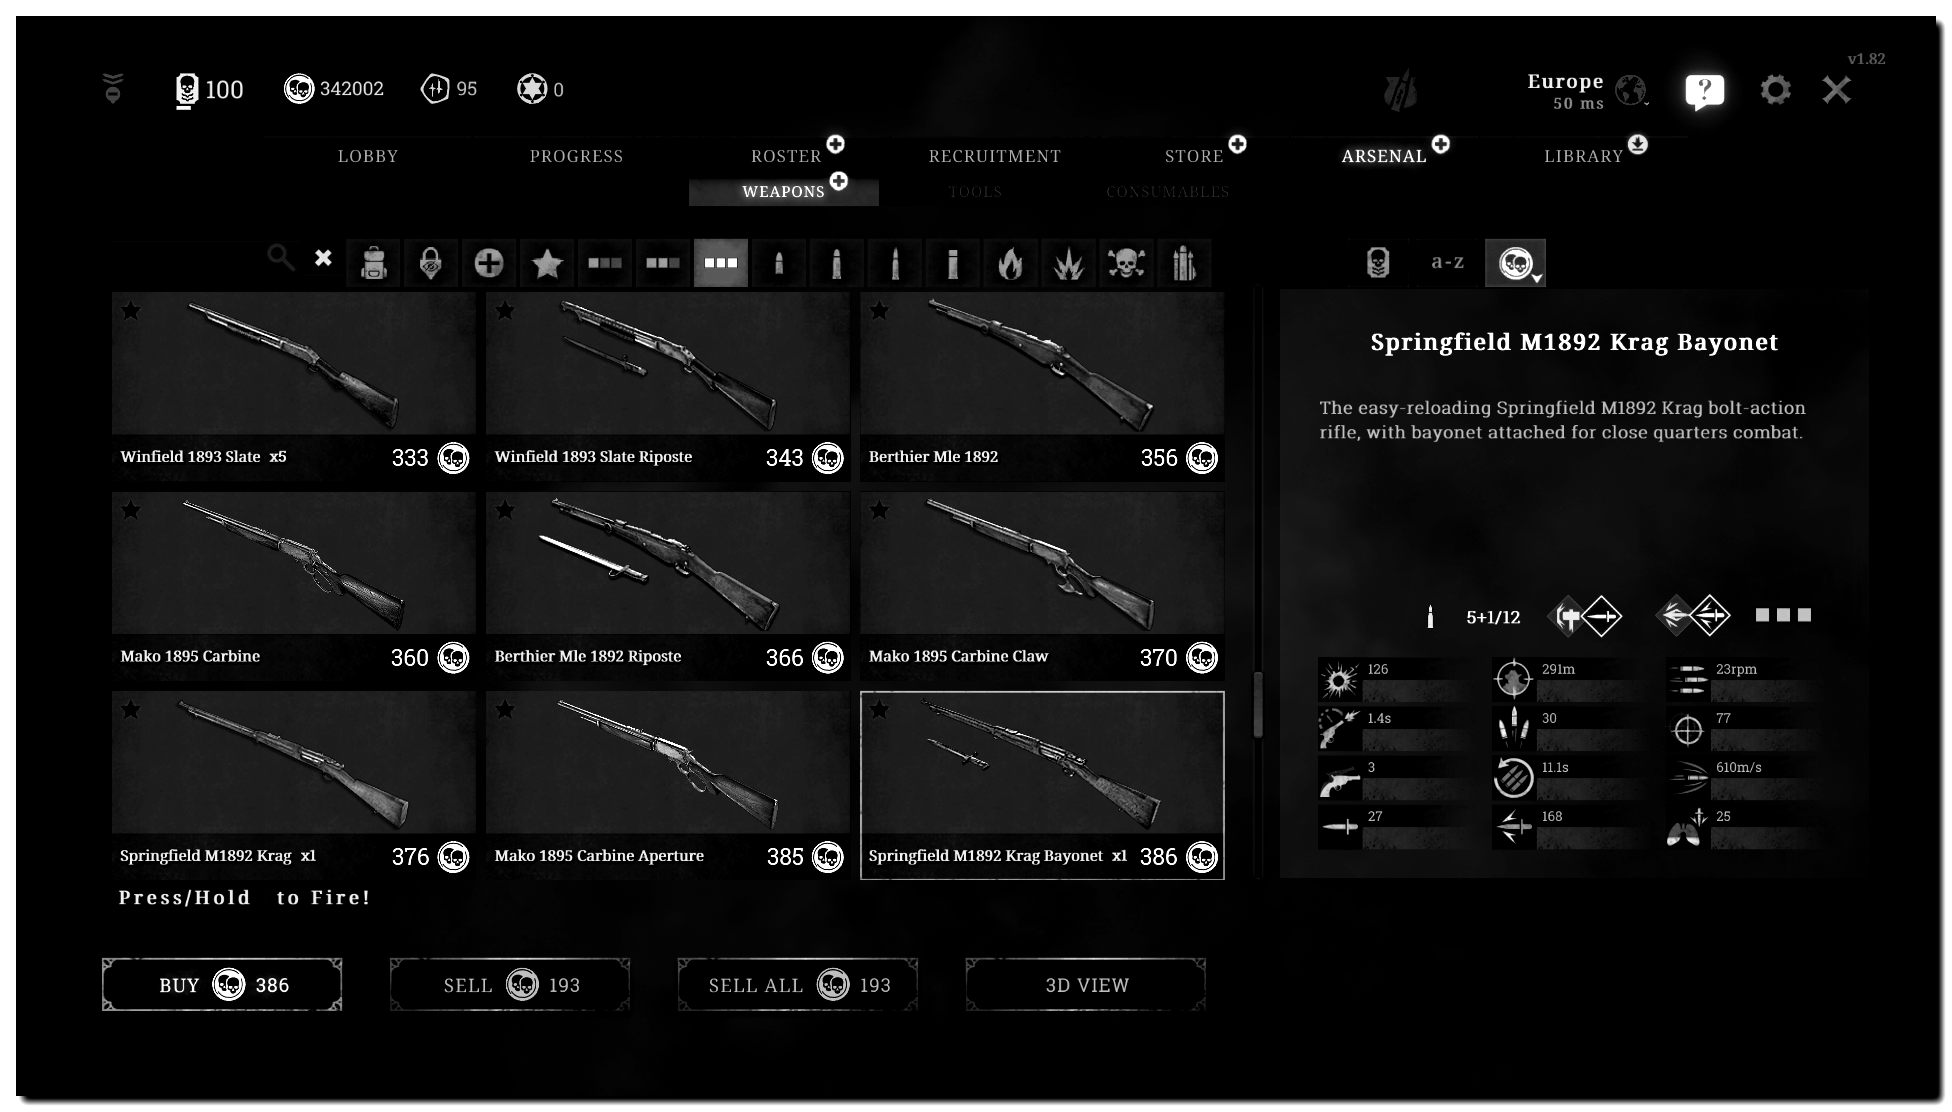 v1.82
100 342002 95 0 Europe
50 ms
LOBBY PROGRESS ROSTER RECRUITMENT STORE ARSENAL LIBRARY
WEAPONS TOOLS CONSUMABLES
a-z
Winfield 1893 Slate x5 333
Winfield 1893 Slate Riposte 343
Berthier Mle 1892 356
Mako 1895 Carbine 360
Berthier Mle 1892 Riposte 366
Mako 1895 Carbine Claw 370
Springfield M1892 Krag x1 376
Mako 1895 Carbine Aperture 385
Springfield M1892 Krag Bayonet x1 386
Springfield M1892 Krag Bayonet
The easy-reloading Springfield M1892 Krag bolt-action
rifle, with bayonet attached for close quarters combat.
5+1/12
126 291m 23rpm
1.4s 30 77
3 11.1s 610m/s
27 168 25
Press/Hold to Fire!
BUY 386 SELL 193 SELL ALL 193 3D VIEW